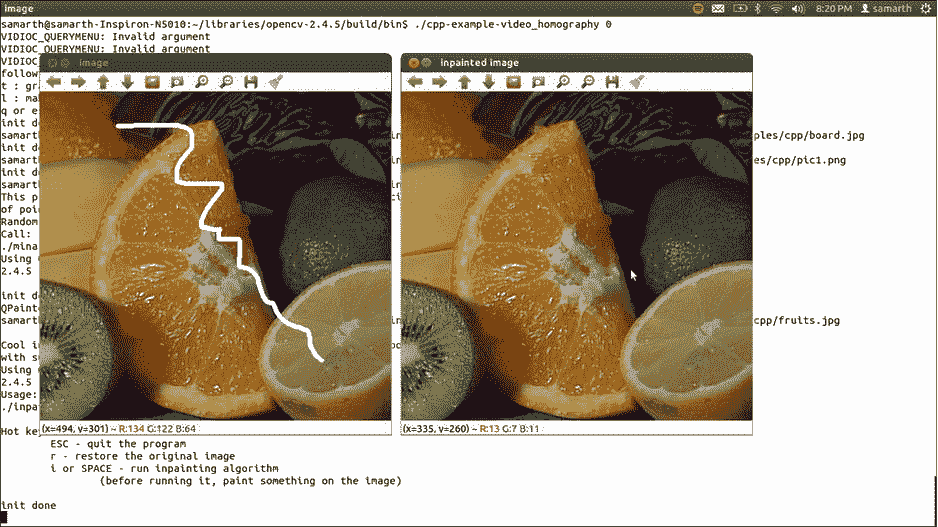 image
8:20 PM samarth
samarth@samarth-Inspiron-N5010:~/libraries/opencv-2.4.5/build/bin$ ./cpp-example-video_homography 0
VIDIOC_QUERYMENU: Invalid argument
VIDIOC_QUERYMENU: Invalid argument
VIDIOC
image
inpainted image
follow
t : gr
l : ma
q or e
init d
samar
ples/cpp/board.jpg
init d
samar
es/cpp/pic1.png
init d
samar
This p
of poi
Random
Call:
./mina
Using
2.4.5
init d
QPaint
samar
cpp/fruits.jpg
Cool i
with s
Using
2.4.5
Usage:
./inpa
(x=494, y=301) ~ R:134 G:122 B:64
(x=335, y=260) ~ R:13 G:7 B:11
Hot ke
ESC - quit the program
r - restore the original image
i or SPACE - run inpainting algorithm
(before running it, paint something on the image)
init done